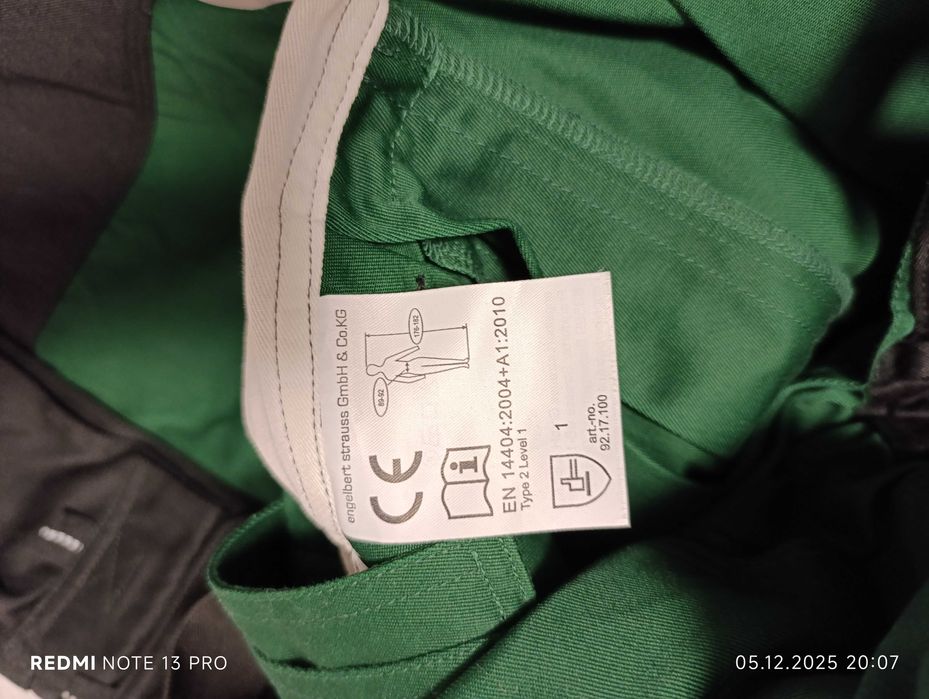 engelbert strauss GmbH & Co.KG
89-92
176-182
CE
i
EN 14404:2004+A1:2010
Type 2 Level 1
1
art.-no.
92.17.100
REDMI NOTE 13 PRO
05.12.2025 20:07